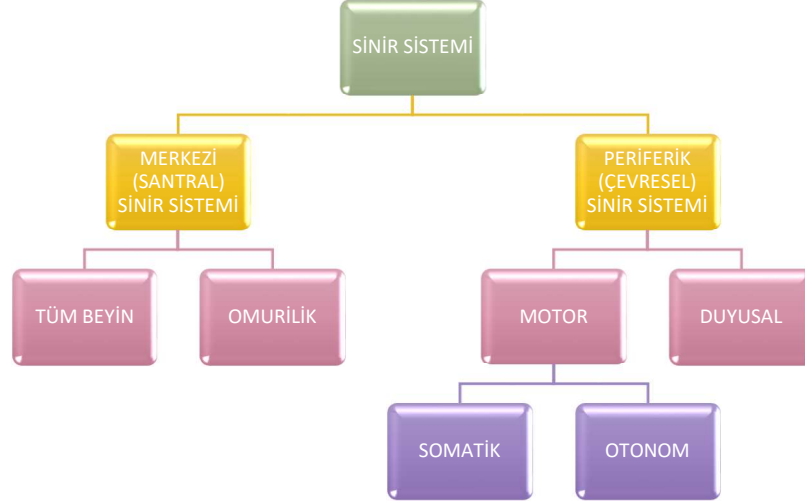 SİNİR SİSTEMİ
MERKEZİ
(SANTRAL)
SİNİR SİSTEMİ
PERİFERİK
(ÇEVRESEL)
SİNİR SİSTEMİ
TÜM BEYİN
OMURİLİK
MOTOR
DUYUSAL
SOMATİK
OTONOM